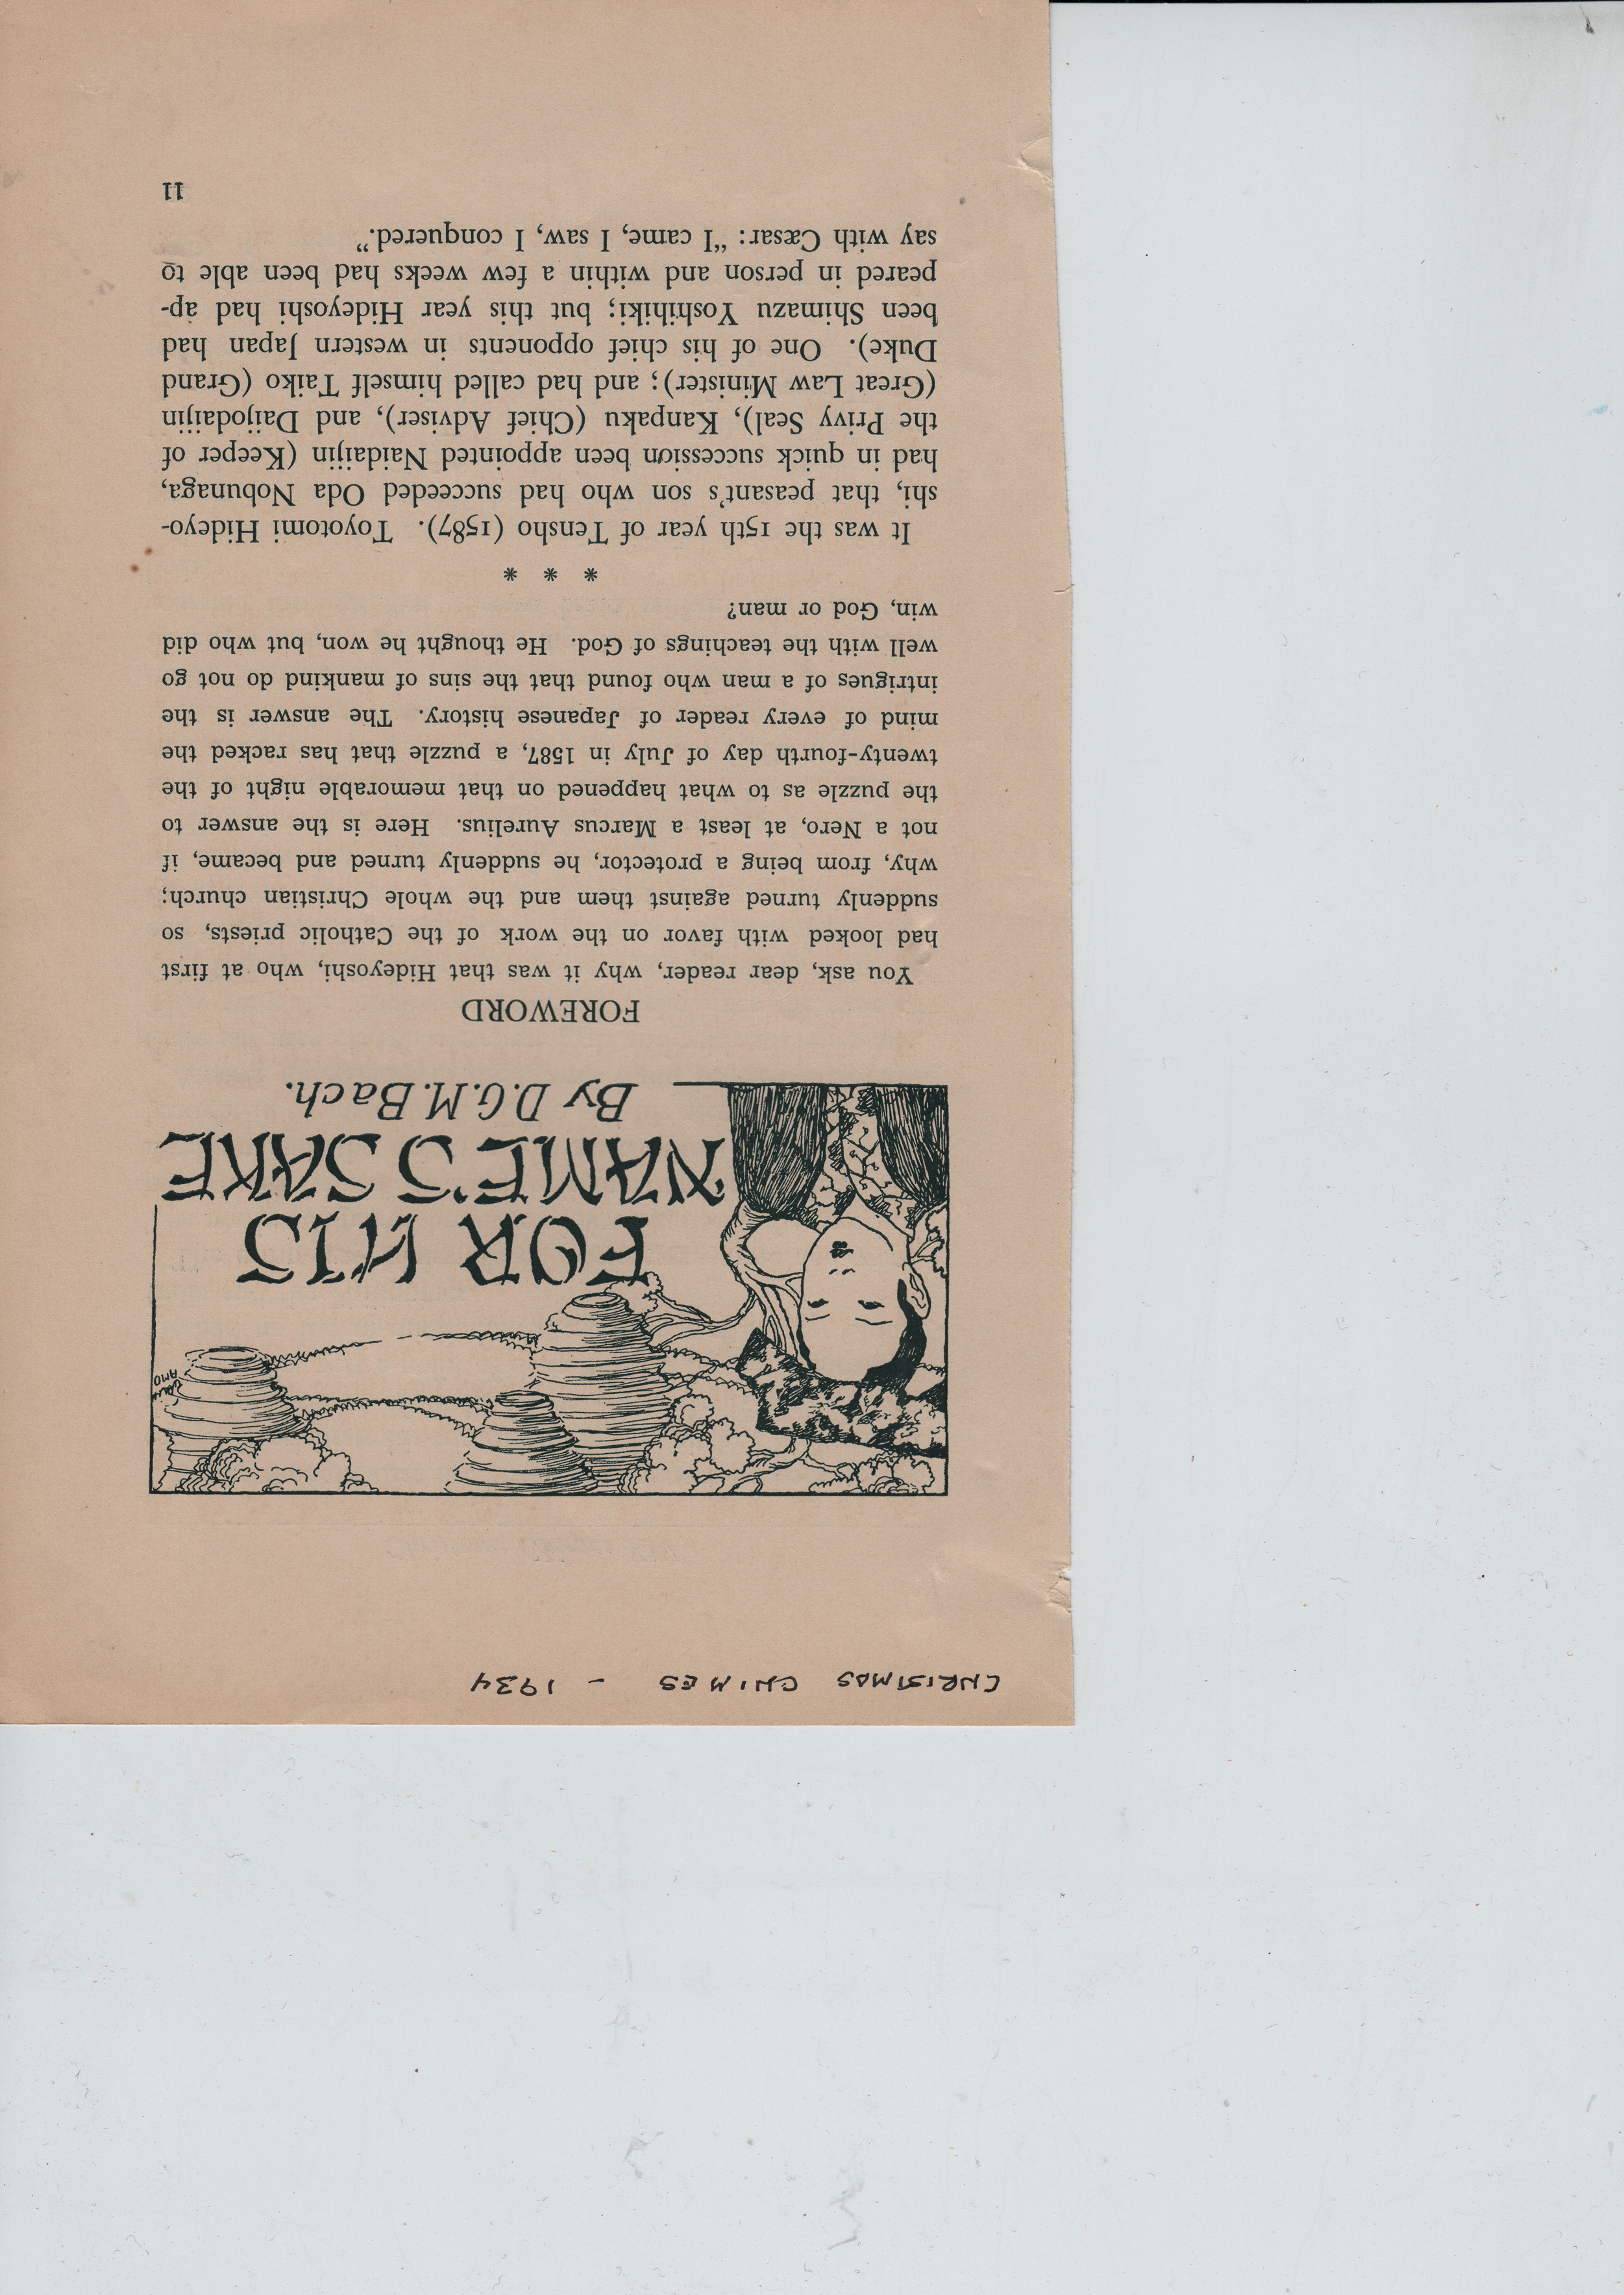 CHRISTMAS CHIMES - 1934
FOR HIS
NAME'S SAKE
By D.G.M.Bach.
FOREWORD
You ask, dear reader, why it was that Hideyoshi, who at first
had looked with favor on the work of the Catholic priests, so
suddenly turned against them and the whole Christian church;
why, from being a protector, he suddenly turned and became, if
not a Nero, at least a Marcus Aurelius. Here is the answer to
the puzzle as to what happened on that memorable night of the
twenty-fourth day of July in 1587, a puzzle that has racked the
mind of every reader of Japanese history. The answer is the
intrigues of a man who found that the sins of mankind do not go
well with the teachings of God. He thought he won, but who did
win, God or man?
* * *
It was the 15th year of Tensho (1587). Toyotomi Hideyo-
shi, that peasant's son who had succeeded Oda Nobunaga,
had in quick succession been appointed Naidaijin (Keeper of
the Privy Seal), Kanpaku (Chief Adviser), and Daijodaijin
(Great Law Minister); and had called himself Taiko (Grand
Duke). One of his chief opponents in western Japan had
been Shimazu Yoshihiki; but this year Hideyoshi had ap-
peared in person and within a few weeks had been able to
say with Cæsar: “I came, I saw, I conquered.”
11